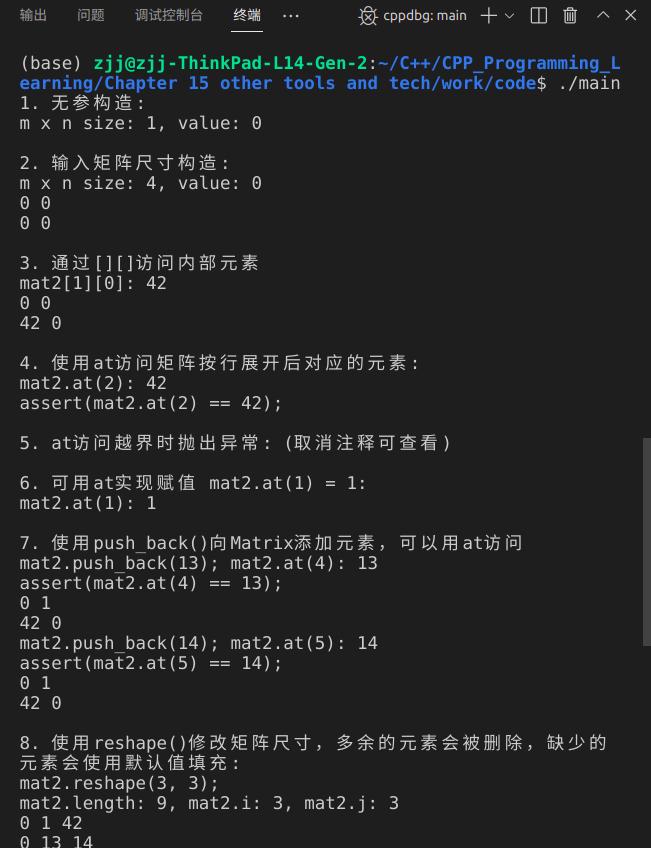 输出 问题 调试控制台 终端 ··· cppdbg: main
(base) zjj@zjj-ThinkPad-L14-Gen-2:~/C++/CPP_Programming_L
earning/Chapter 15 other tools and tech/work/code$ ./main
1. 无参构造:
m x n size: 1, value: 0
2. 输入矩阵尺寸构造:
m x n size: 4, value: 0
0 0
0 0
3. 通过[][]访问内部元素
mat2[1][0]: 42
0 0
42 0
4. 使用at访问矩阵按行展开后对应的元素:
mat2.at(2): 42
assert(mat2.at(2) == 42);
5. at访问越界时抛出异常: (取消注释可查看)
6. 可用at实现赋值 mat2.at(1) = 1:
mat2.at(1): 1
7. 使用push_back()向Matrix添加元素, 可以用at访问
mat2.push_back(13); mat2.at(4): 13
assert(mat2.at(4) == 13);
0 1
42 0
mat2.push_back(14); mat2.at(5): 14
assert(mat2.at(5) == 14);
0 1
42 0
8. 使用reshape()修改矩阵尺寸, 多余的元素会被删除, 缺少的
元素会使用默认值填充:
mat2.reshape(3, 3);
mat2.length: 9, mat2.i: 3, mat2.j: 3
0 1 42
0 13 14